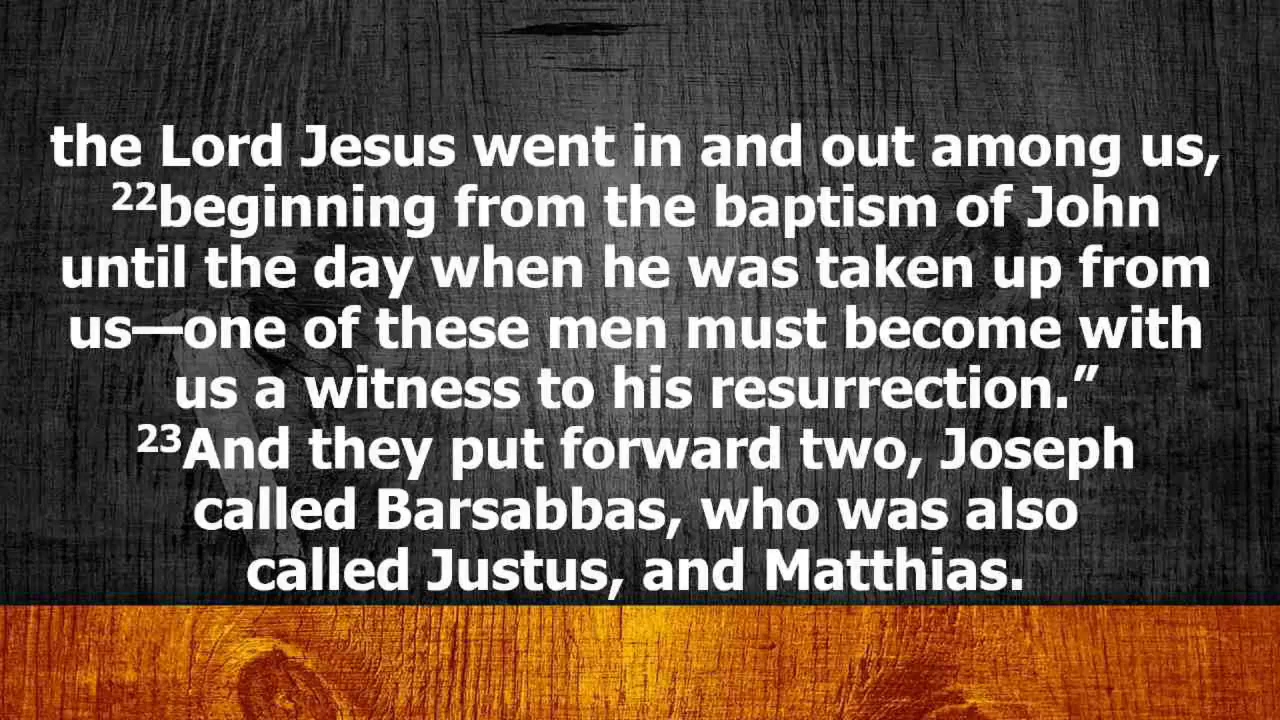 the Lord Jesus went in and out among us,
²²beginning from the baptism of John
until the day when he was taken up from
us—one of these men must become with
us a witness to his resurrection.”
²³And they put forward two, Joseph
called Barsabbas, who was also
called Justus, and Matthias.